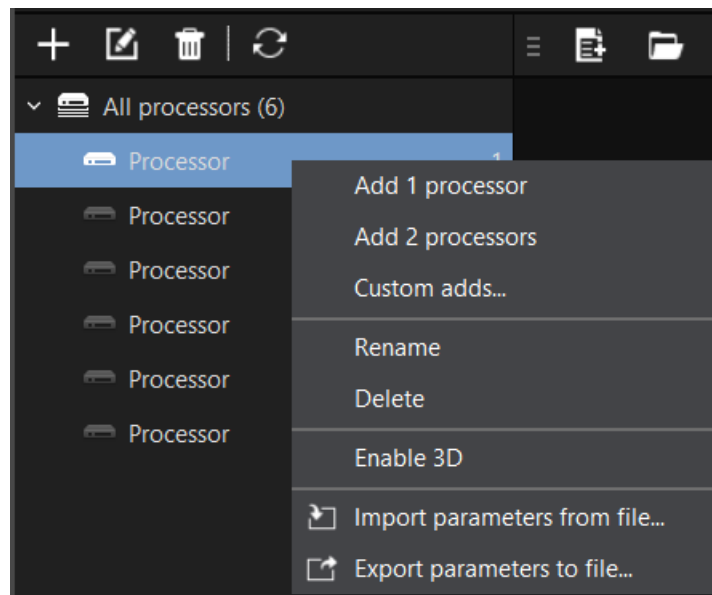 All processors (6)
Processor 1
Add 1 processor
Processor
Add 2 processors
Processor
Custom adds...
Processor
Rename
Processor
Delete
Processor
Enable 3D
Import parameters from file...
Export parameters to file...